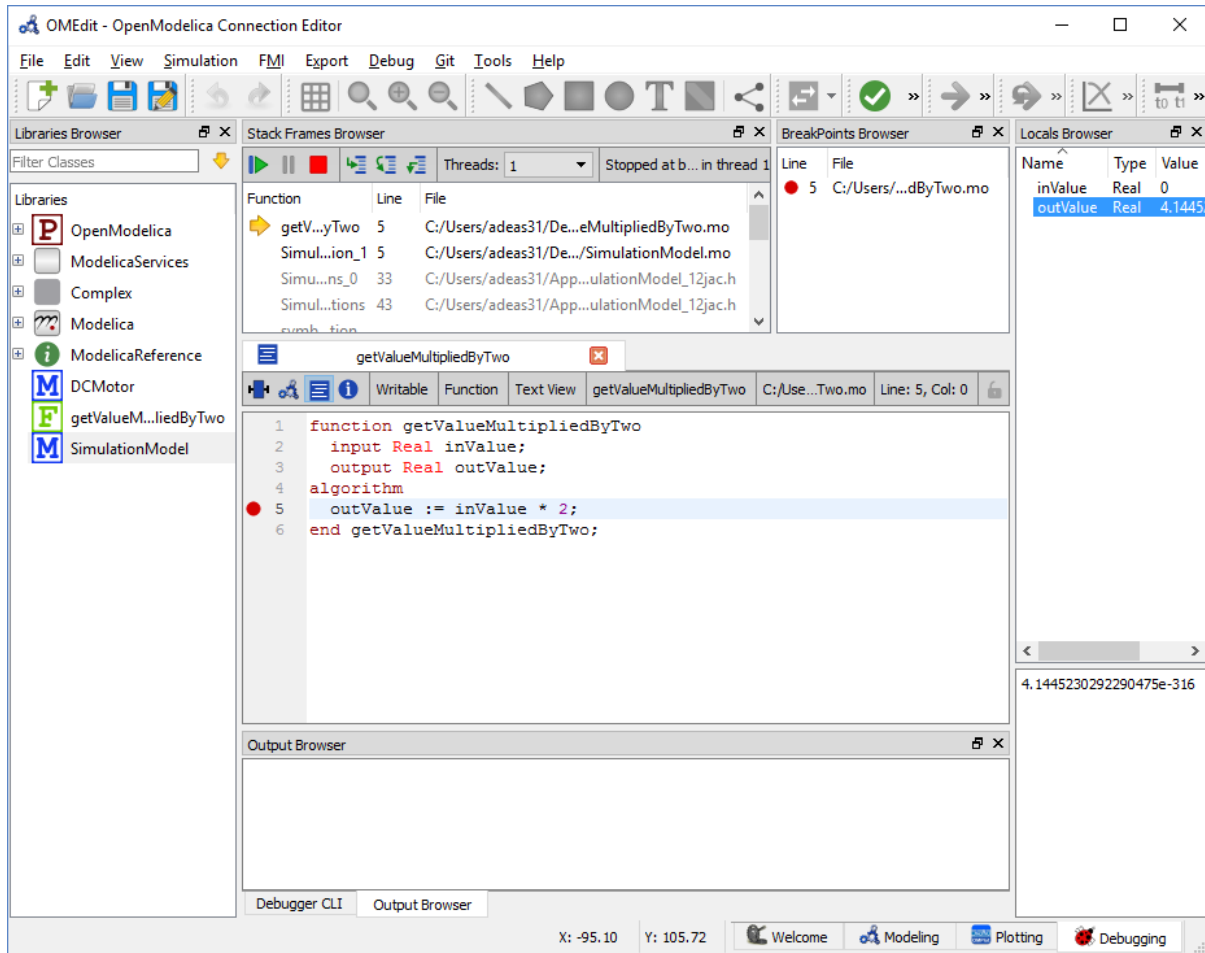 OMEdit - OpenModelica Connection Editor
File Edit View Simulation FMI Export Debug Git Tools Help
T » » » » t0 t1 »
Libraries Browser
Filter Classes
Libraries
P OpenModelica
ModelicaServices
Complex
Modelica
i ModelicaReference
M DCMotor
F getValueM...liedByTwo
M SimulationModel
Stack Frames Browser
Threads: 1 Stopped at b... in thread 1
Function Line File
getV...yTwo 5 C:/Users/adeas31/De...eMultipliedByTwo.mo
Simul...ion_1 5 C:/Users/adeas31/De.../SimulationModel.mo
Simu...ns_0 33 C:/Users/adeas31/App...ulationModel_12jac.h
Simul...tions 43 C:/Users/adeas31/App...ulationModel_12jac.h
symb...tion
BreakPoints Browser
Line File
5 C:/Users/...dByTwo.mo
Locals Browser
Name Type Value
inValue Real 0
outValue Real 4.1445
4.1445230292290475e-316
getValueMultipliedByTwo
Writable Function Text View getValueMultipliedByTwo C:/Use...Two.mo Line: 5, Col: 0
1 function getValueMultipliedByTwo
2 input Real inValue;
3 output Real outValue;
4 algorithm
5 outValue := inValue * 2;
6 end getValueMultipliedByTwo;
Output Browser
Debugger CLI Output Browser
X: -95.10 Y: 105.72 Welcome Modeling Plotting Debugging